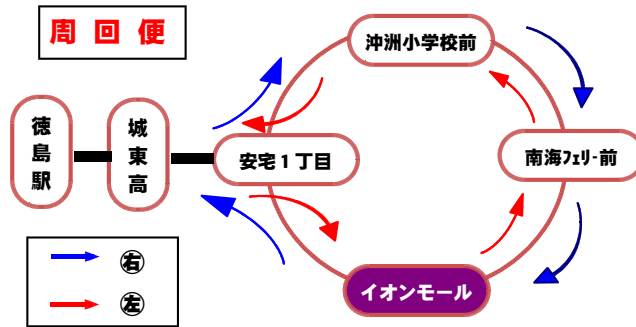 周回便
沖洲小学校前
徳島駅
城東高
安宅1丁目
南海ﾌｪﾘｰ前
イオンモール
㊨
㊧